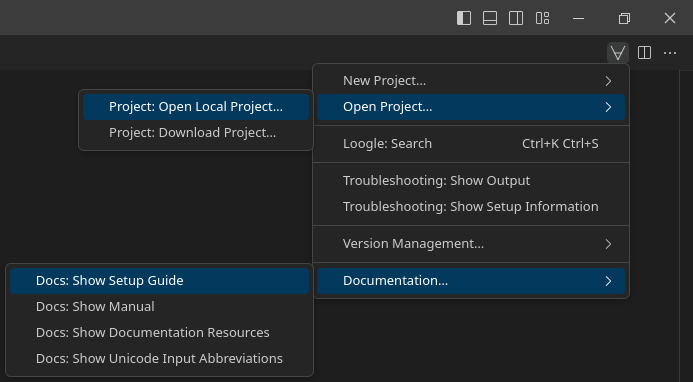 New Project...
Open Project...
Project: Open Local Project...
Project: Download Project...
Loogle: Search Ctrl+K Ctrl+S
Troubleshooting: Show Output
Troubleshooting: Show Setup Information
Version Management...
Documentation...
Docs: Show Setup Guide
Docs: Show Manual
Docs: Show Documentation Resources
Docs: Show Unicode Input Abbreviations